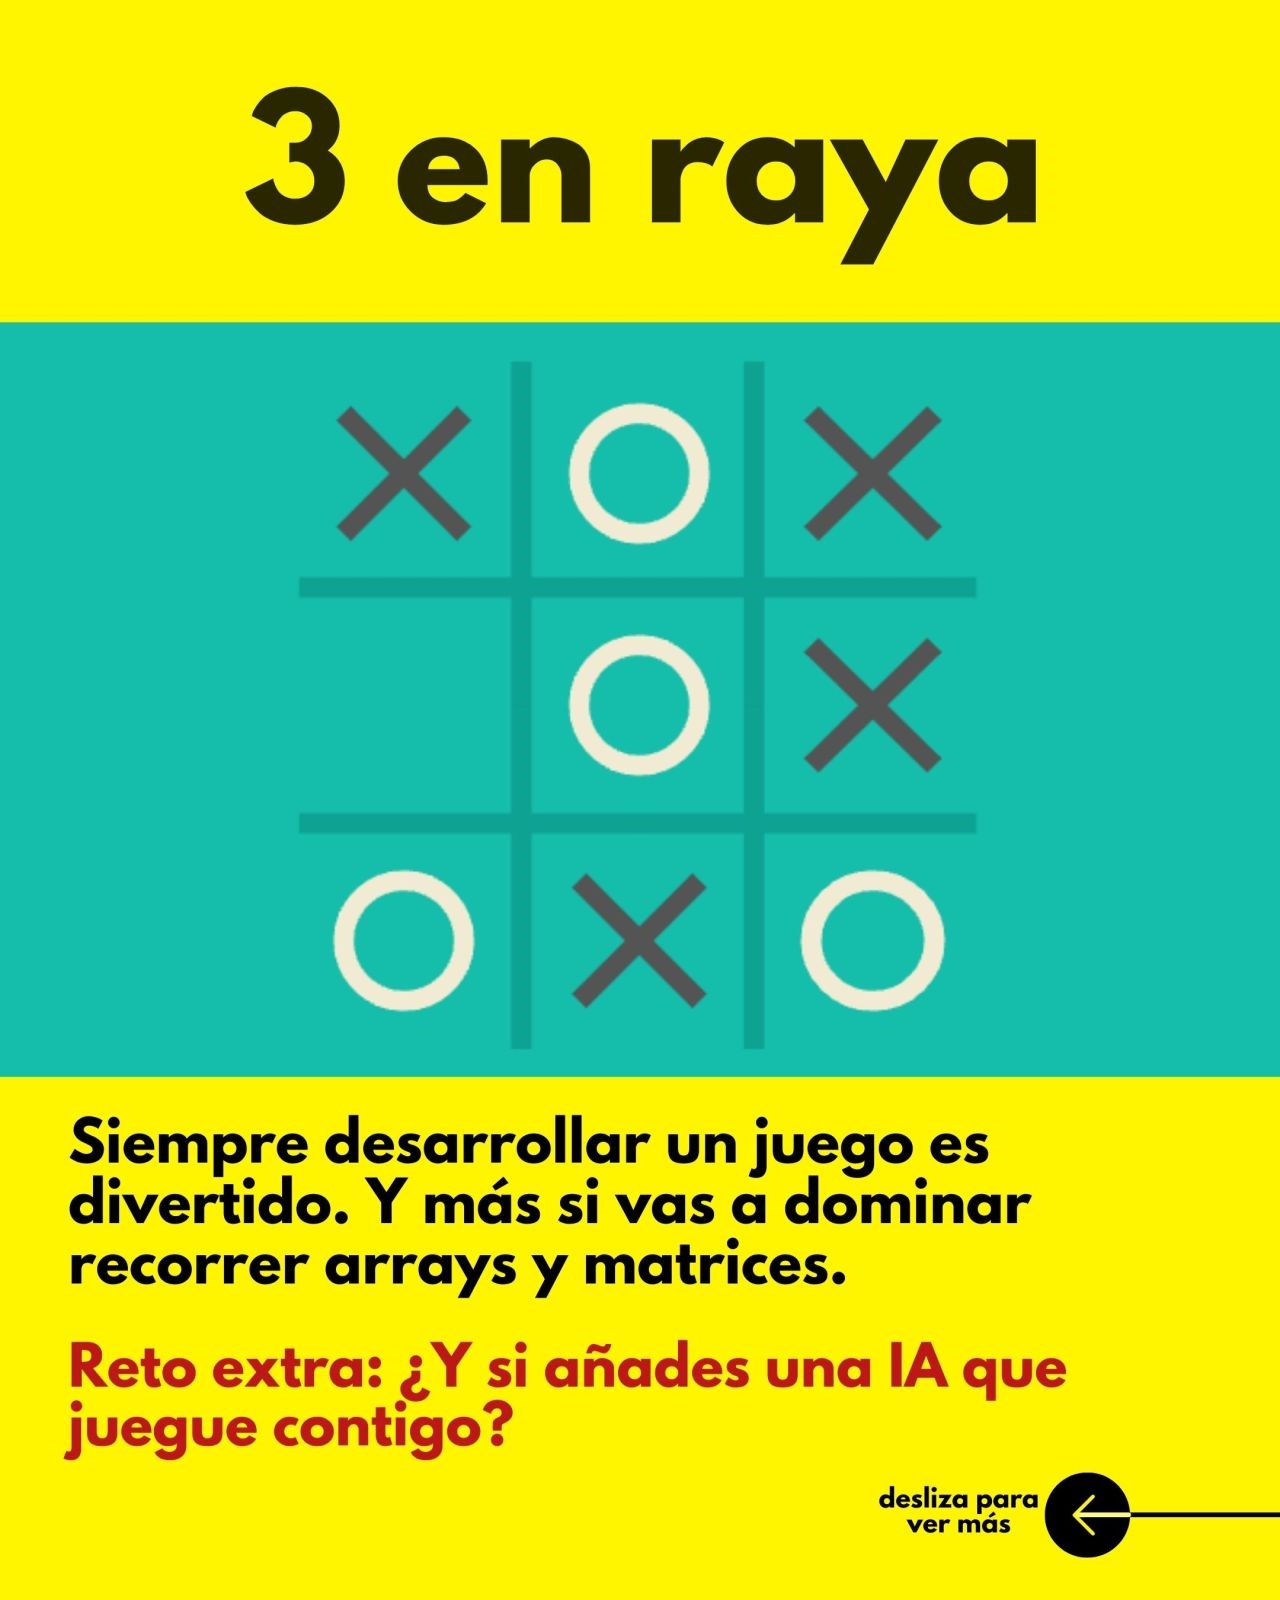 3 en raya
Siempre desarrollar un juego es
divertido. Y más si vas a dominar
recorrer arrays y matrices.
Reto extra: ¿Y si añades una IA que
juegue contigo?
desliza para
ver más